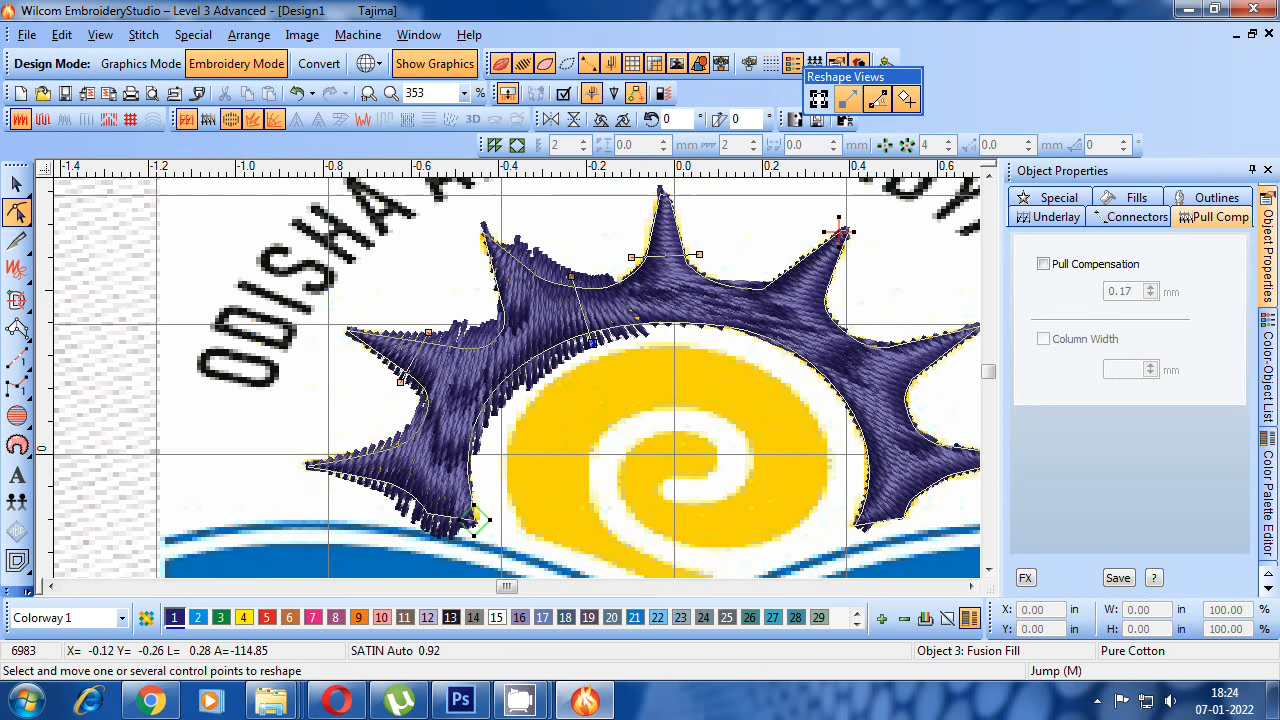 Wilcom EmbroideryStudio – Level 3 Advanced - [Design1 Tajima]
File Edit View Stitch Special Arrange Image Machine Window Help
Design Mode: Graphics Mode Embroidery Mode Convert Show Graphics
Reshape Views
353 %
3D 0 0
2 0.0 mm 2 0.0 mm 4 0.0 mm 0 °
-1.4 -1.2 -1.0 -0.8 -0.6 -0.4 -0.2 0.0 0.2 0.4 0.6
0
ODISHA
Object Properties
Special Fills Outlines
Underlay Connectors Pull Comp
Pull Compensation
0.17 mm
Column Width
mm
FX Save ?
Object Properties
Color-Object List
Color Palette E
Colorway 1
1 2 3 4 5 6 7 8 9 10 11 12 13 14 15 16 17 18 19 20 21 22 23 24 25 26 27 28 29
X: 0.00 in W: 0.00 in 100.00 %
Y: 0.00 in H: 0.00 in 100.00 %
6983 X= -0.12 Y= -0.26 L= 0.28 A=-114.85 SATIN Auto 0.92 Object 3: Fusion Fill Pure Cotton
Select and move one or several control points to reshape Jump (M)
Ps
18:24
07-01-2022